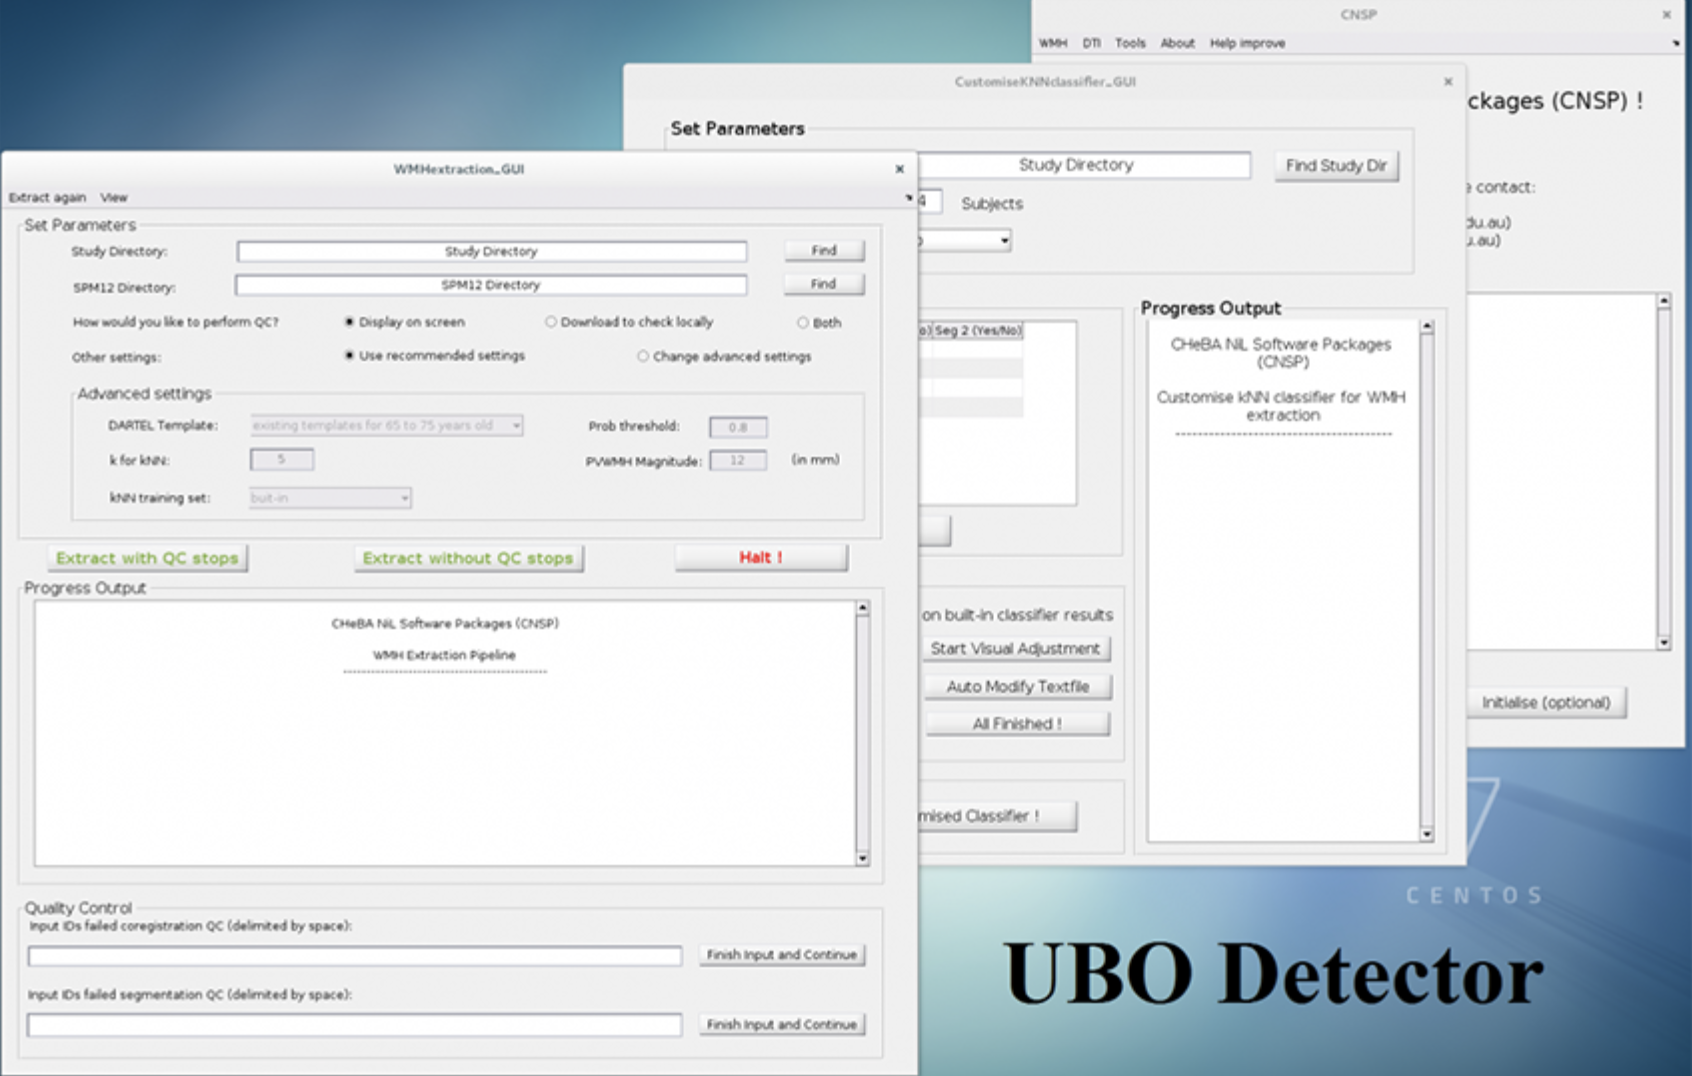 CNSP
WMH DTI Tools About Help improve
ckages (CNSP) !
contact:
du.au)
u.au)
Initialise (optional)
CustomiseKNNclassifier_GUI
Set Parameters
Study Directory Find Study Dir
4 Subjects
Seg 2 (Yes/No)
on built-in classifier results
Start Visual Adjustment
Auto Modify Textfile
All Finished !
mised Classifier !
Progress Output
CHeBA NiL Software Packages
(CNSP)
Customise kNN classifier for WMH
extraction
WMHextraction_GUI
Extract again View
Set Parameters
Study Directory: Study Directory Find
SPM12 Directory: SPM12 Directory Find
How would you like to perform QC? Display on screen Download to check locally Both
Other settings: Use recommended settings Change advanced settings
Advanced settings
DARTEL Template: existing templates for 65 to 75 years old Prob threshold: 0.8
k for kNN: 5 PVWMH Magnitude: 12 (in mm)
kNN training set: buit-in
Extract with QC stops Extract without QC stops Halt !
Progress Output
CHeBA NiL Software Packages (CNSP)
WMH Extraction Pipeline
Quality Control
Input IDs failed coregistration QC (delimited by space):
Finish Input and Continue
Input IDs failed segmentation QC (delimited by space):
Finish Input and Continue
7
CENTOS
UBO Detector